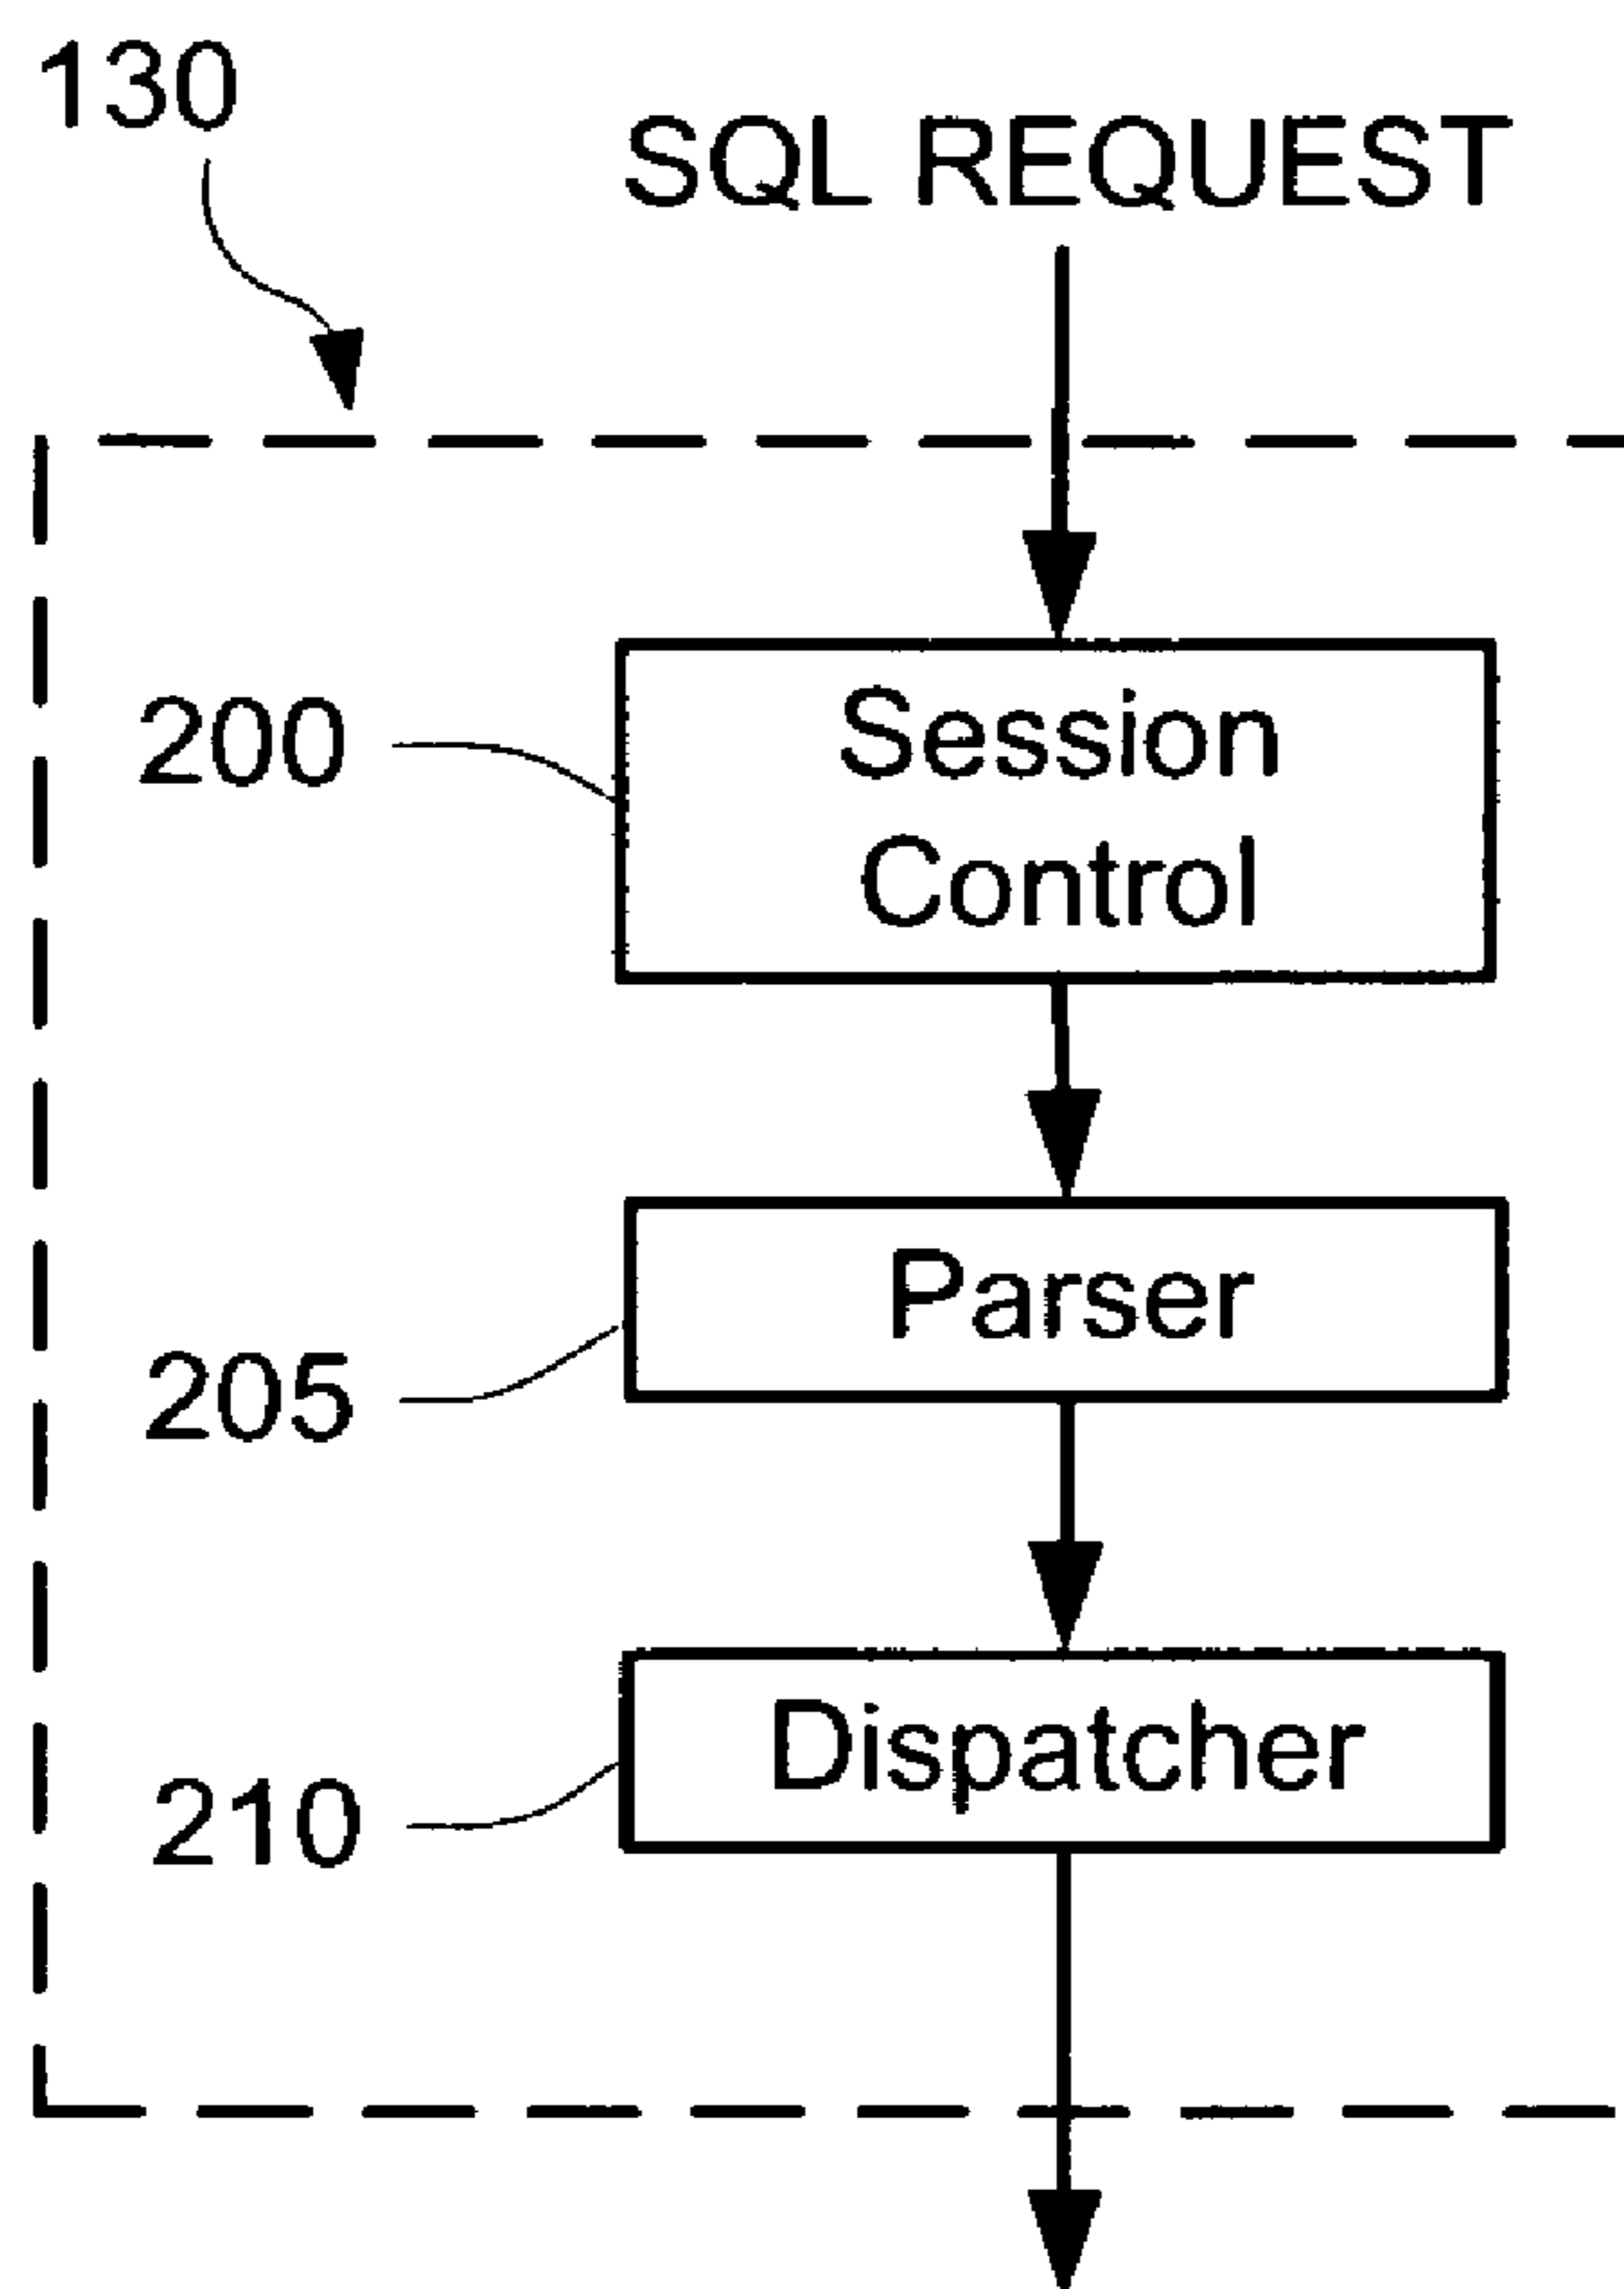 130
SQL REQUEST
200
Session
Control
Parser
205
Dispatcher
210